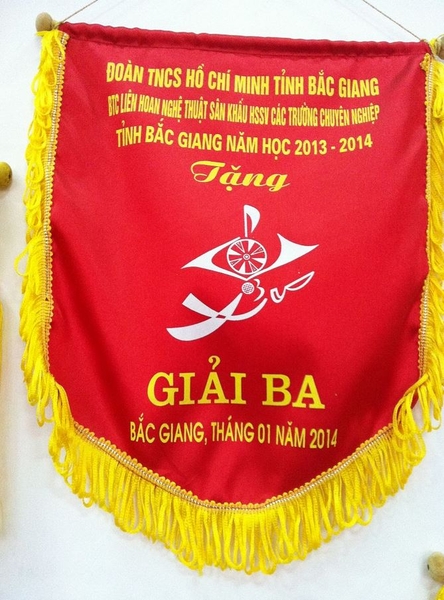 ĐOÀN TNCS HỒ CHÍ MINH TỈNH BẮC GIANG
BTC LIÊN HOAN NGHỆ THUẬT SÂN KHẤU HSSV CÁC TRƯỜNG CHUYÊN NGHIỆP
TỈNH BẮC GIANG NĂM HỌC 2013 - 2014
Tặng
GIẢI BA
BẮC GIANG, THÁNG 01 NĂM 2014